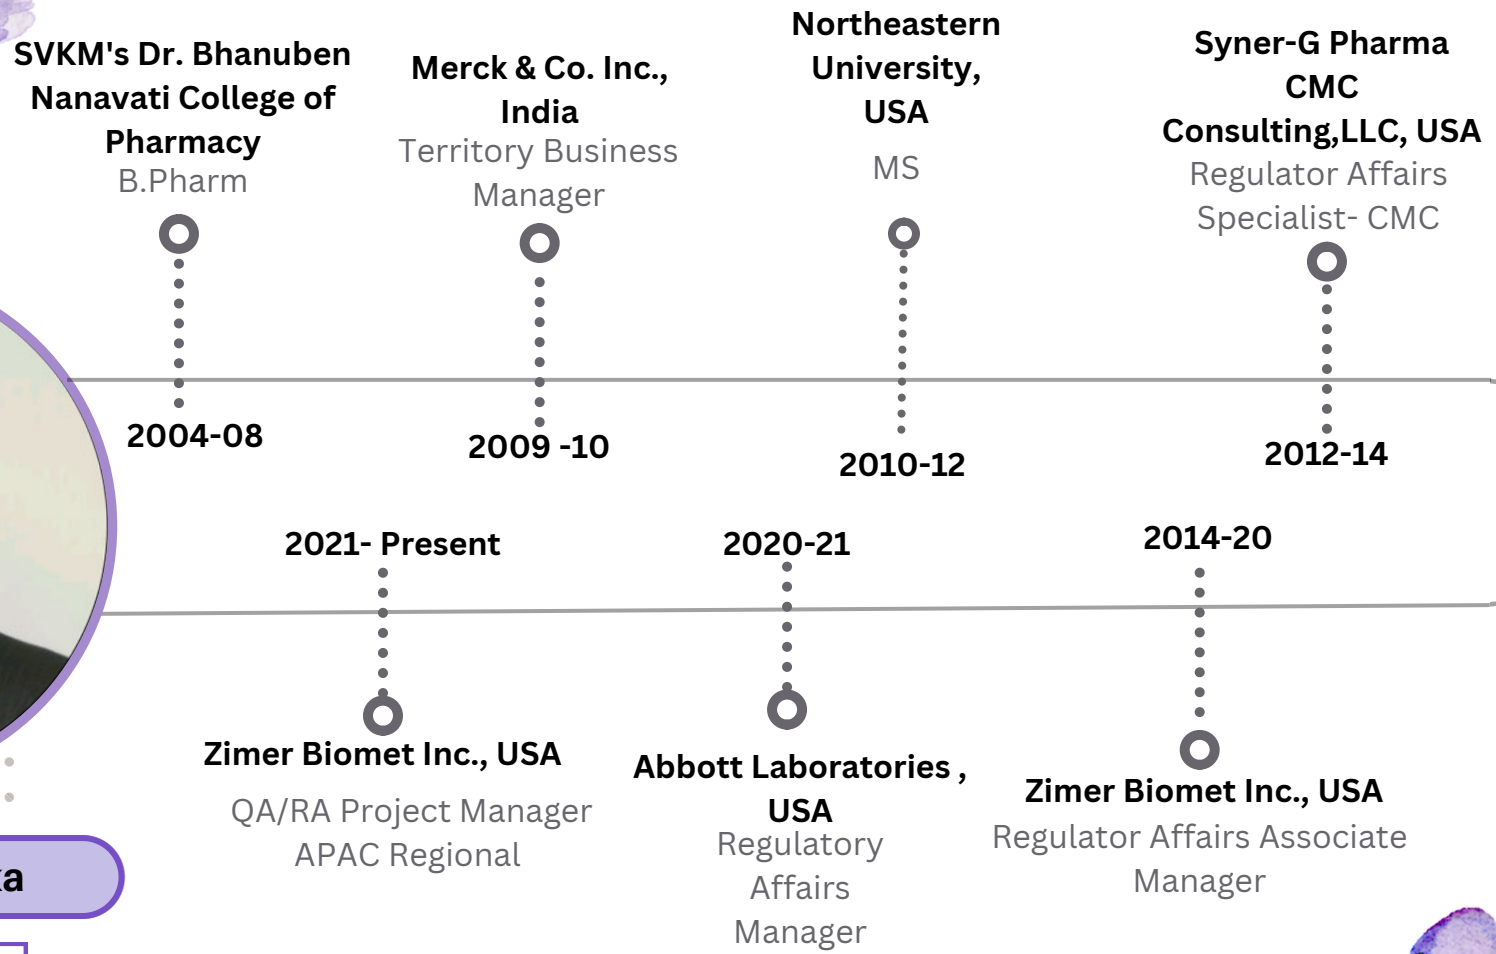 SVKM's Dr. Bhanuben
Nanavati College of
Pharmacy
B.Pharm
2004-08
Merck & Co. Inc.,
India
Territory Business
Manager
2009 -10
Northeastern
University,
USA
MS
2010-12
Syner-G Pharma
CMC
Consulting,LLC, USA
Regulator Affairs
Specialist- CMC
2012-14
2021- Present
Zimer Biomet Inc., USA
QA/RA Project Manager
APAC Regional
2020-21
Abbott Laboratories ,
USA
Regulatory
Affairs
Manager
2014-20
Zimer Biomet Inc., USA
Regulator Affairs Associate
Manager